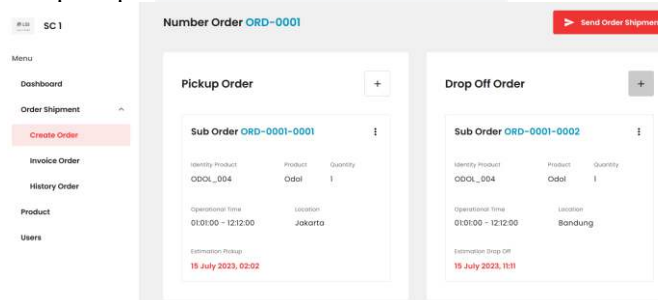 SC 1
Menu
Dashboard
Order Shipment
Create Order
Invoice Order
History Order
Product
Users
Number Order ORD-0001
Send Order Shipmen
Pickup Order
+
Sub Order ORD-0001-0001
Identity Product Product Quantity
ODOL_004 Odol 1
Operational Time Location
01:01:00 - 12:12:00 Jakarta
Estimation Pickup
15 July 2023, 02:02
Drop Off Order
+
Sub Order ORD-0001-0002
Identity Product Product Quantity
ODOL_004 Odol 1
Operational Time Location
01:01:00 - 12:12:00 Bandung
Estimation Drop Off
15 July 2023, 11:11